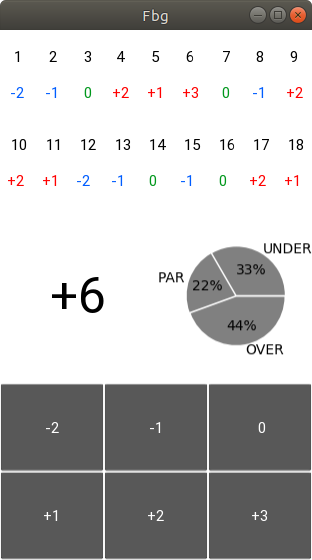 Fbg
1 2 3 4 5 6 7 8 9
-2 -1 0 +2 +1 +3 0 -1 +2
10 11 12 13 14 15 16 17 18
+2 +1 -2 -1 0 -1 0 +2 +1
+6
UNDER
33%
PAR
22%
44%
OVER
-2 -1 0
+1 +2 +3